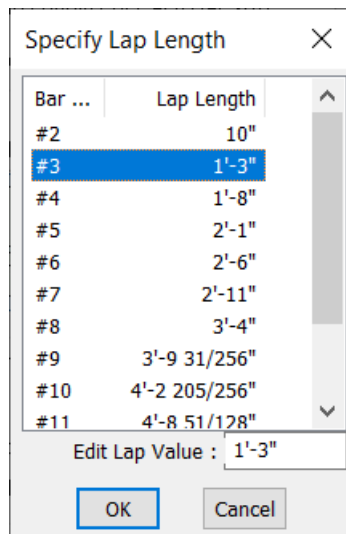 Specify Lap Length
Bar ... Lap Length
#2 10"
#3 1'-3"
#4 1'-8"
#5 2'-1"
#6 2'-6"
#7 2'-11"
#8 3'-4"
#9 3'-9 31/256"
#10 4'-2 205/256"
#11 4'-8 51/128"
Edit Lap Value : 1'-3"
OK Cancel